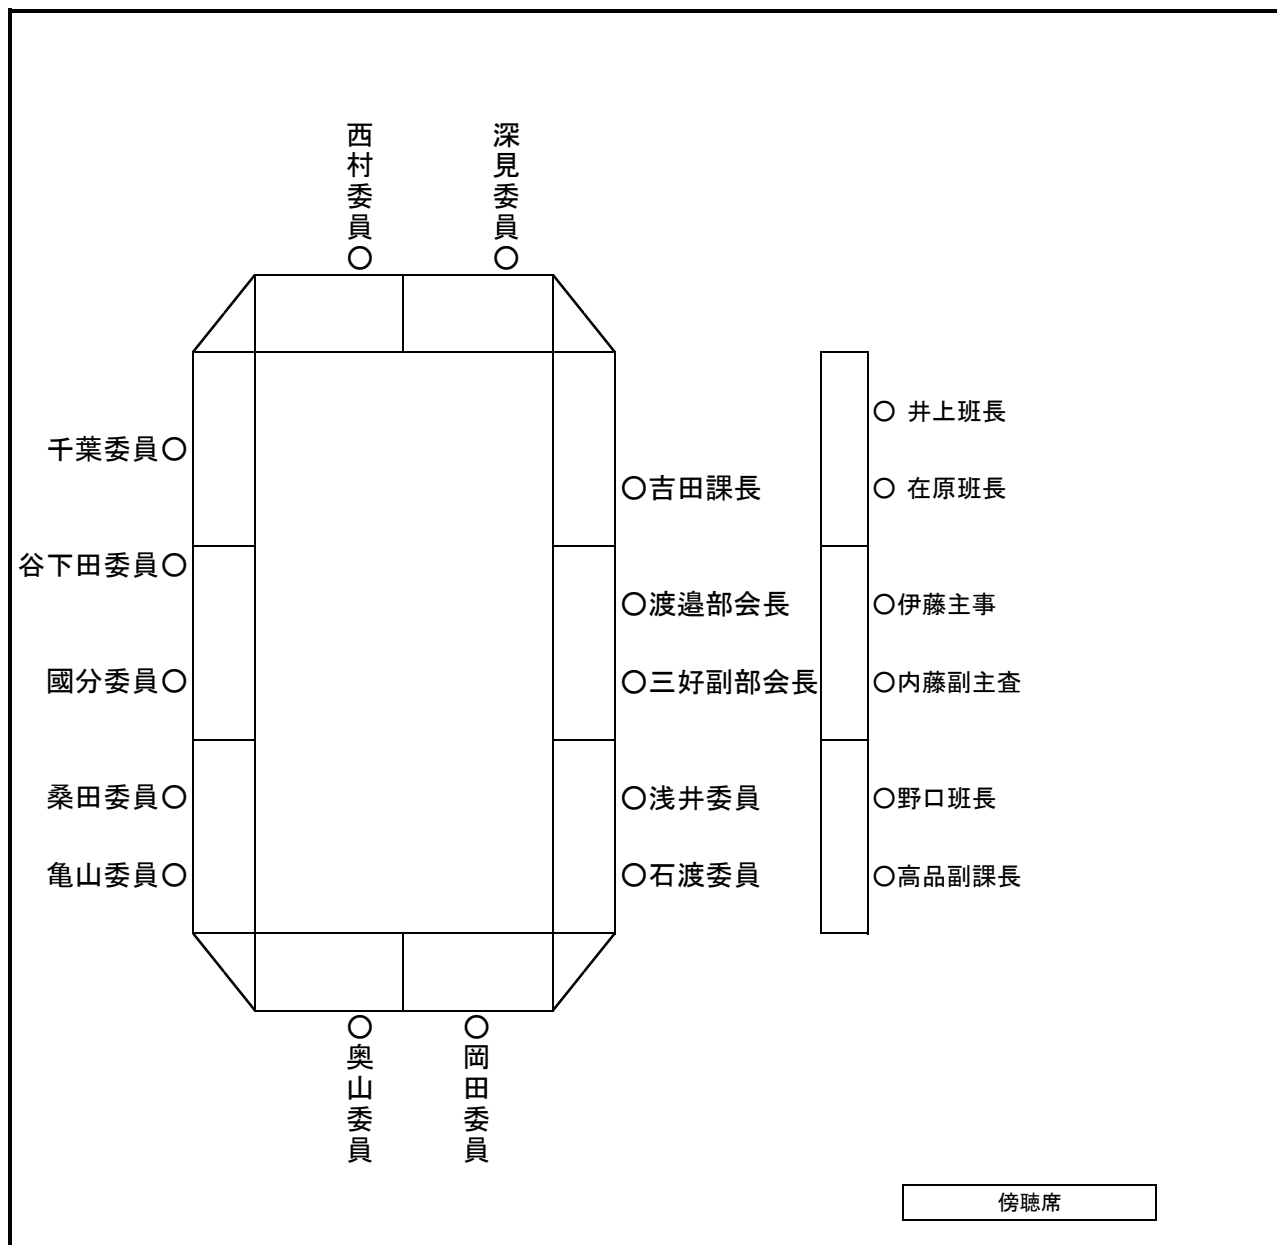 西村委員○
深見委員○
千葉委員○
谷下田委員○
國分委員○
桑田委員○
亀山委員○
○吉田課長
○渡邉部会長
○三好副部会長
○浅井委員
○石渡委員
○ 井上班長
○ 在原班長
○伊藤主事
○内藤副主査
○野口班長
○高品副課長
○奥山委員
○岡田委員
傍聴席